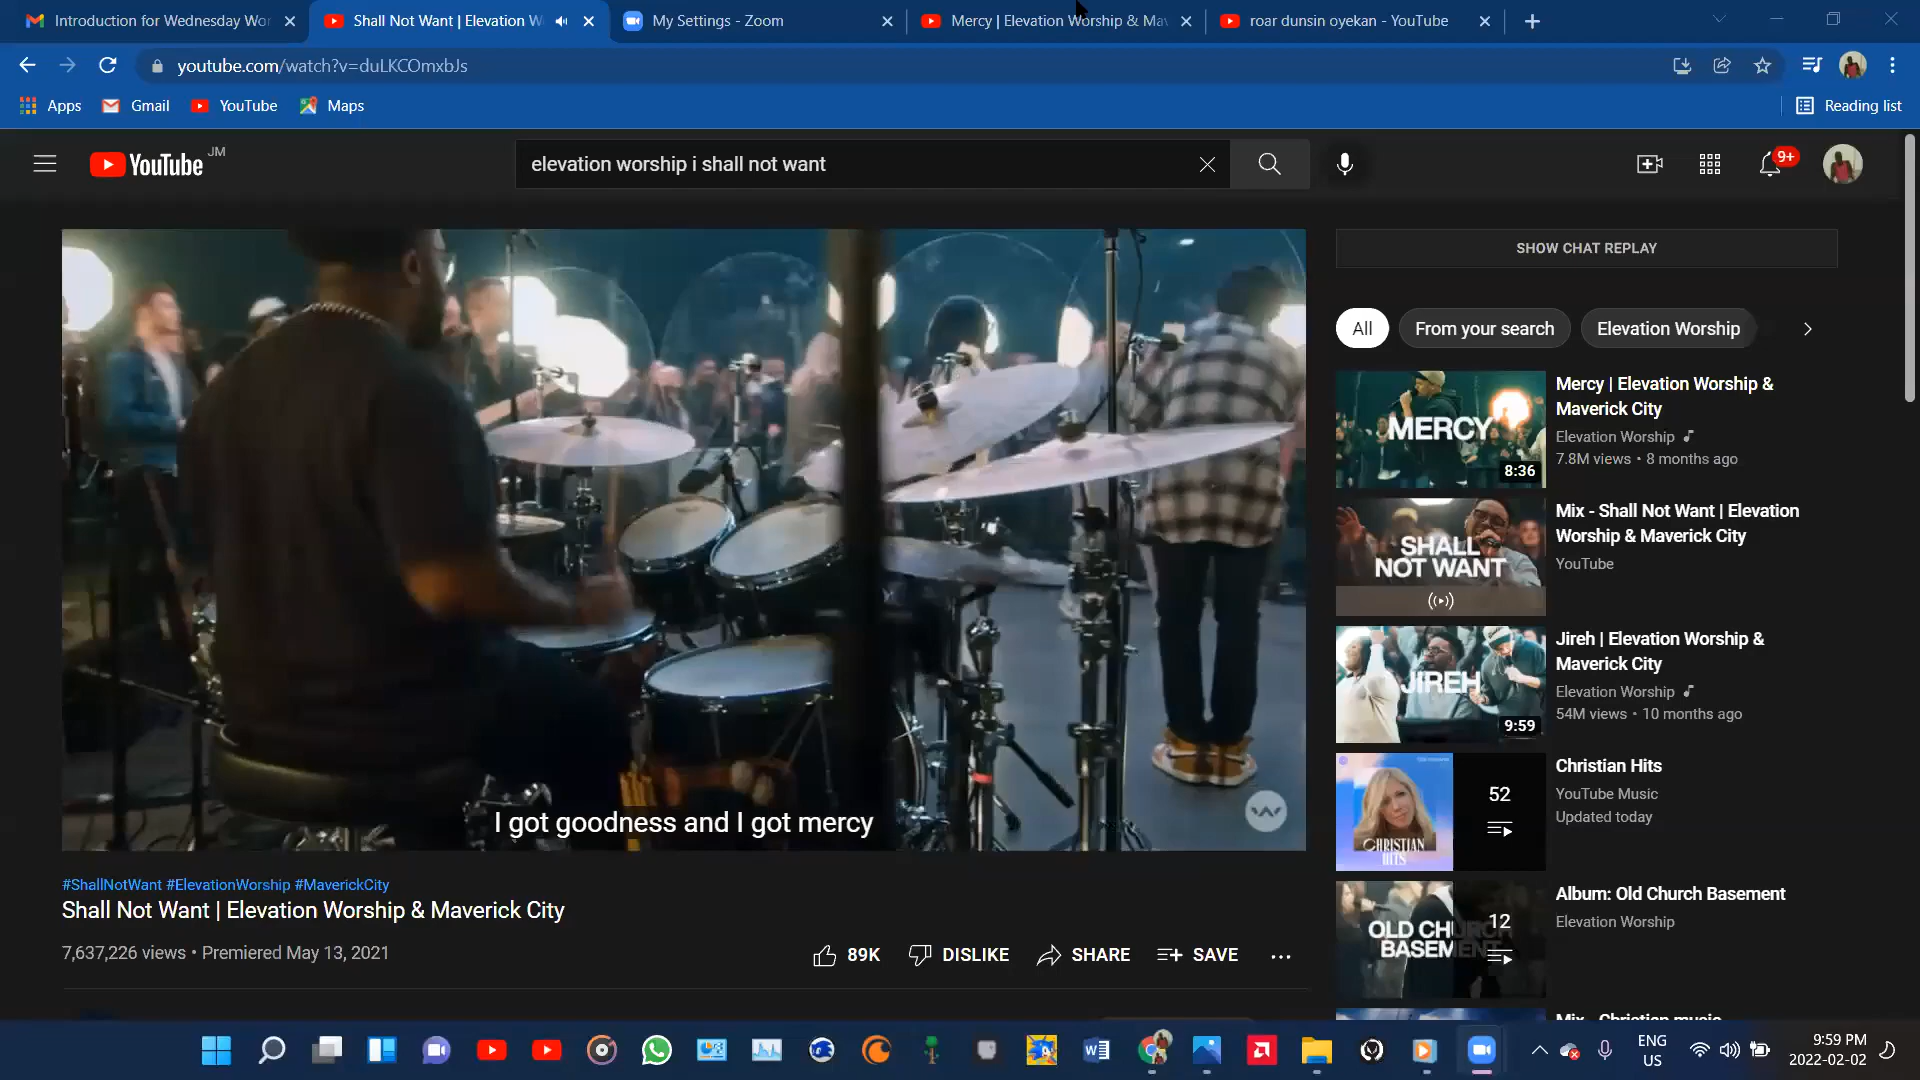 Introduction for Wednesday Wor
Shall Not Want | Elevation W
My Settings - Zoom
Mercy | Elevation Worship & Mav
roar dunsin oyekan - YouTube
youtube.com/watch?v=duLKCOmxbJs
Apps
Gmail
YouTube
Maps
Reading list
YouTube JM
elevation worship i shall not want
9+
SHOW CHAT REPLAY
All
From your search
Elevation Worship
I got goodness and I got mercy
MERCY
8:36
Mercy | Elevation Worship &
Maverick City
Elevation Worship
7.8M views • 8 months ago
SHALL
NOT WANT
Mix - Shall Not Want | Elevation
Worship & Maverick City
YouTube
JIREH
9:59
Jireh | Elevation Worship &
Maverick City
Elevation Worship
54M views • 10 months ago
CHRISTIAN
HITS
52
Christian Hits
YouTube Music
Updated today
OLD CHURCH
BASEMENT
12
Album: Old Church Basement
Elevation Worship
Mix - Christian music
#ShallNotWant #ElevationWorship #MaverickCity
Shall Not Want | Elevation Worship & Maverick City
7,637,226 views • Premiered May 13, 2021
89K
DISLIKE
SHARE
SAVE
ENG
US
9:59 PM
2022-02-02